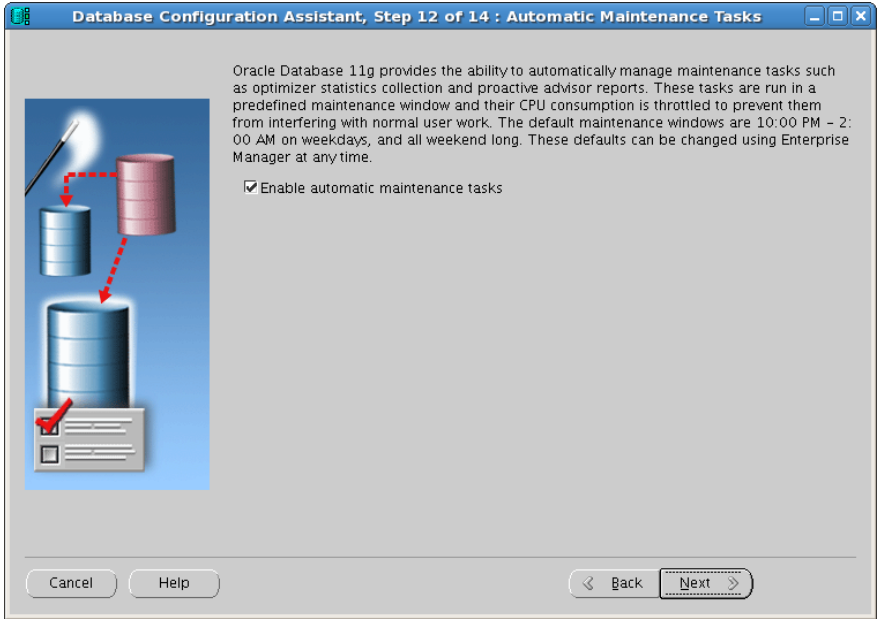 Database Configuration Assistant, Step 12 of 14 : Automatic Maintenance Tasks
Oracle Database 11g provides the ability to automatically manage maintenance tasks such
as optimizer statistics collection and proactive advisor reports. These tasks are run in a
predefined maintenance window and their CPU consumption is throttled to prevent them
from interfering with normal user work. The default maintenance windows are 10:00 PM – 2:
00 AM on weekdays, and all weekend long. These defaults can be changed using Enterprise
Manager at any time.
Enable automatic maintenance tasks
Cancel Help Back Next